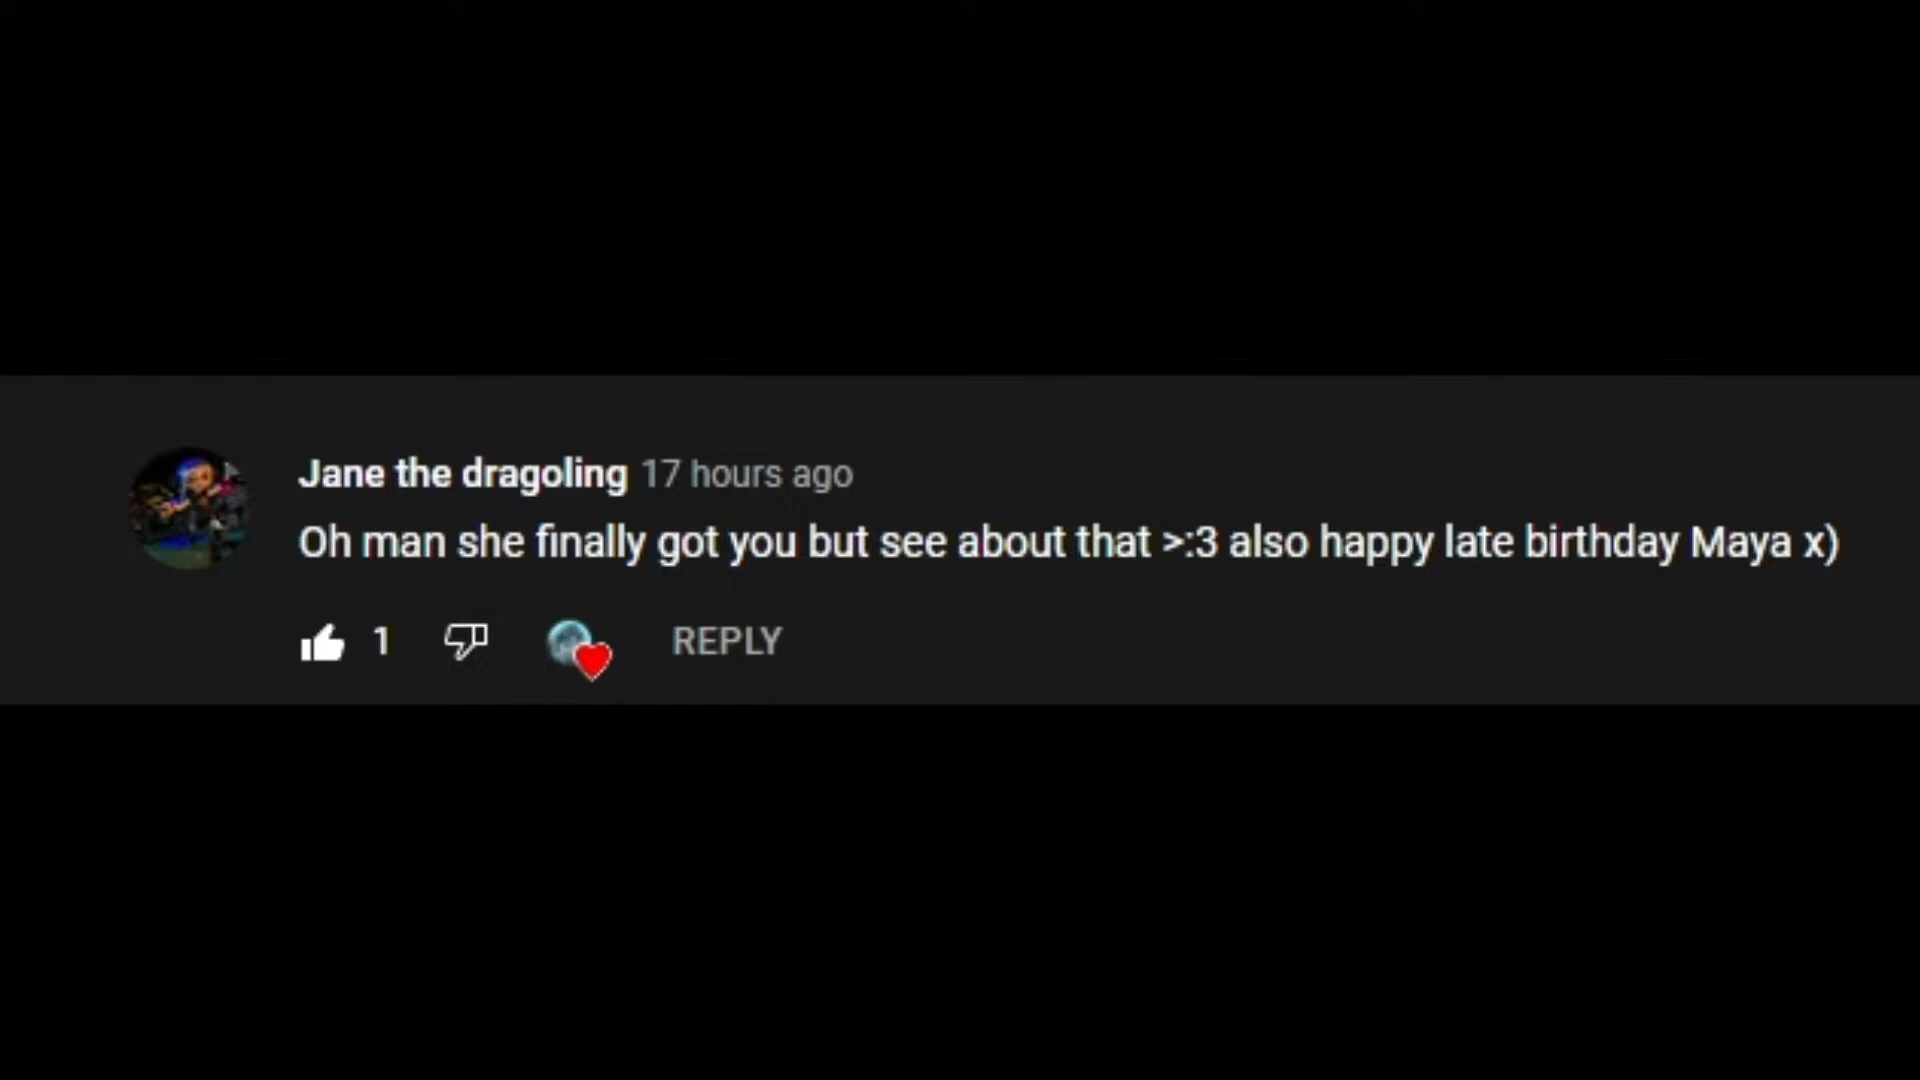 Jane the dragoling 17 hours ago
Oh man she finally got you but see about that >:3 also happy late birthday Maya x)
1 REPLY